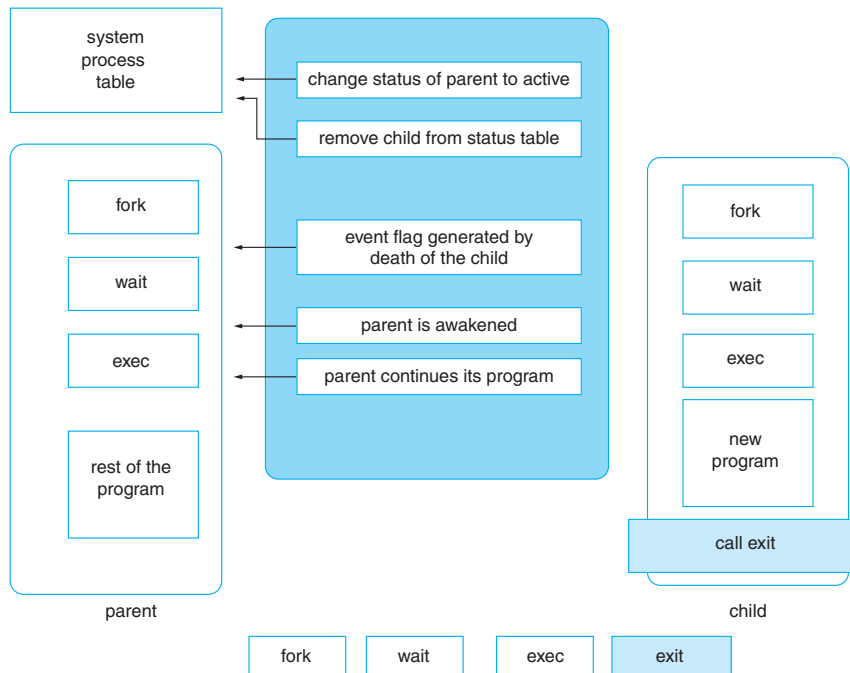 system
process
table
change status of parent to active
remove child from status table
event flag generated by
death of the child
parent is awakened
parent continues its program
fork
wait
exec
rest of the
program
parent
fork
wait
exec
new
program
call exit
child
fork
wait
exec
exit